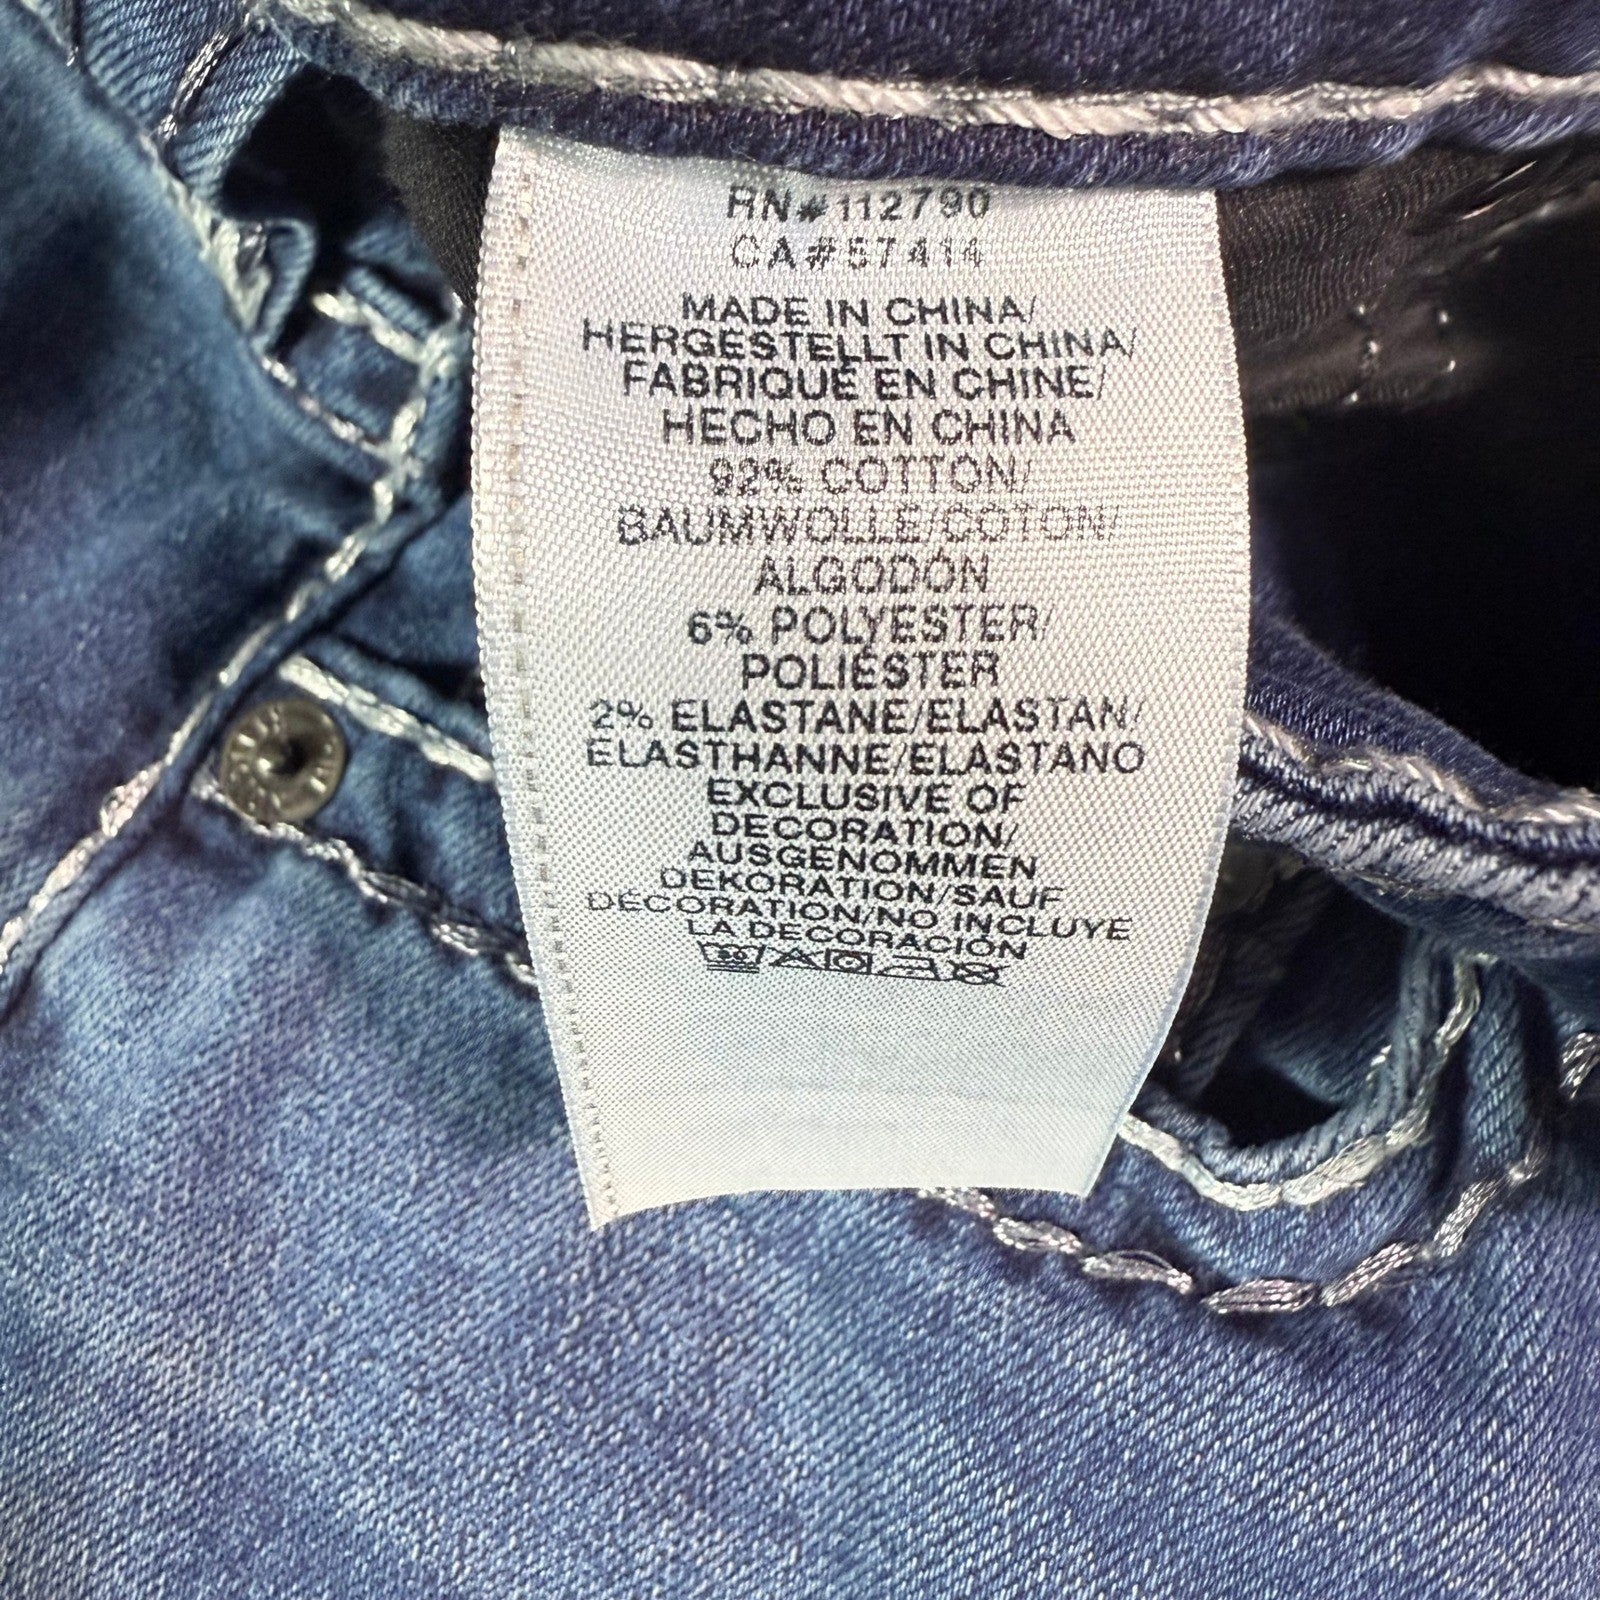 RN#112790
CA#57414
MADE IN CHINA/
HERGESTELLT IN CHINA/
FABRIQUÉ EN CHINE/
HECHO EN CHINA
92% COTTON/
BAUMWOLLE/COTON/
ALGODÓN
6% POLYESTER/
POLIÉSTER
2% ELASTANE/ELASTAN/
ELASTHANNE/ELASTANO
EXCLUSIVE OF
DECORATION/
AUSGENOMMEN
DEKORATION/SAUF
DÉCORATION/NO INCLUYE
LA DECORACIÓN
30